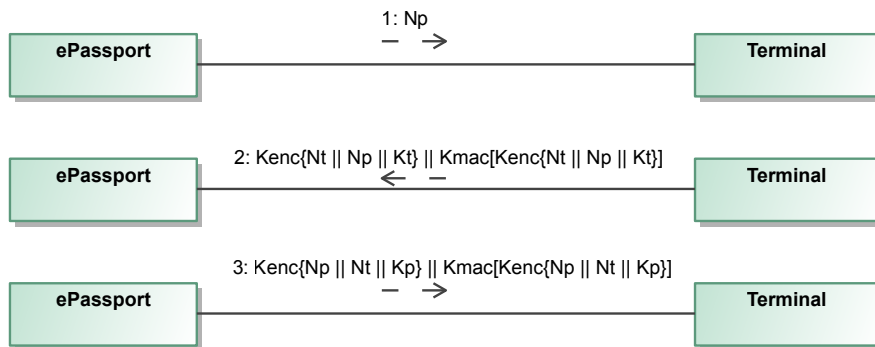 1: Np
ePassport
Terminal
2: Kenc{Nt || Np || Kt} || Kmac[Kenc{Nt || Np || Kt}]
ePassport
Terminal
3: Kenc{Np || Nt || Kp} || Kmac[Kenc{Np || Nt || Kp}]
ePassport
Terminal